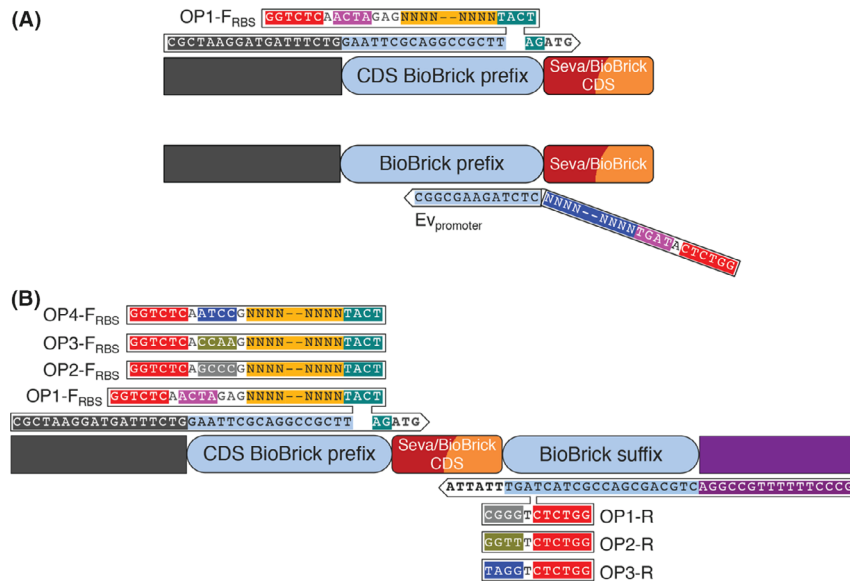 (A)
OP1-FRBS GGTCTCAACTAGAGNNNN--NNNNTACT
CGCTAAGGATGATTTCTGGAATTCGCAGGCCGCTT AGATG
CDS BioBrick prefix
Seva/BioBrick
CDS
BioBrick prefix
Seva/BioBrick
CGGCGAAGATCTC NNNN--NNNNTGATACTCTGG
Evpromoter
(B)
OP4-FRBS GGTCTCAATCCGNNNN--NNNNTACT
OP3-FRBS GGTCTCACCAAGNNNN--NNNNTACT
OP2-FRBS GGTCTCAGCCCGNNNN--NNNNTACT
OP1-FRBS GGTCTCAACTAGAGNNNN--NNNNTACT
CGCTAAGGATGATTTCTGGAATTCGCAGGCCGCTT AGATG
CDS BioBrick prefix
Seva/BioBrick
CDS
BioBrick suffix
ATTATTTGATCATCGCCAGCGACGTCAGGCCGTTTTTTCCCG
CGGGTCTCTGG OP1-R
GGTTTCTCTGG OP2-R
TAGGTCTCTGG OP3-R